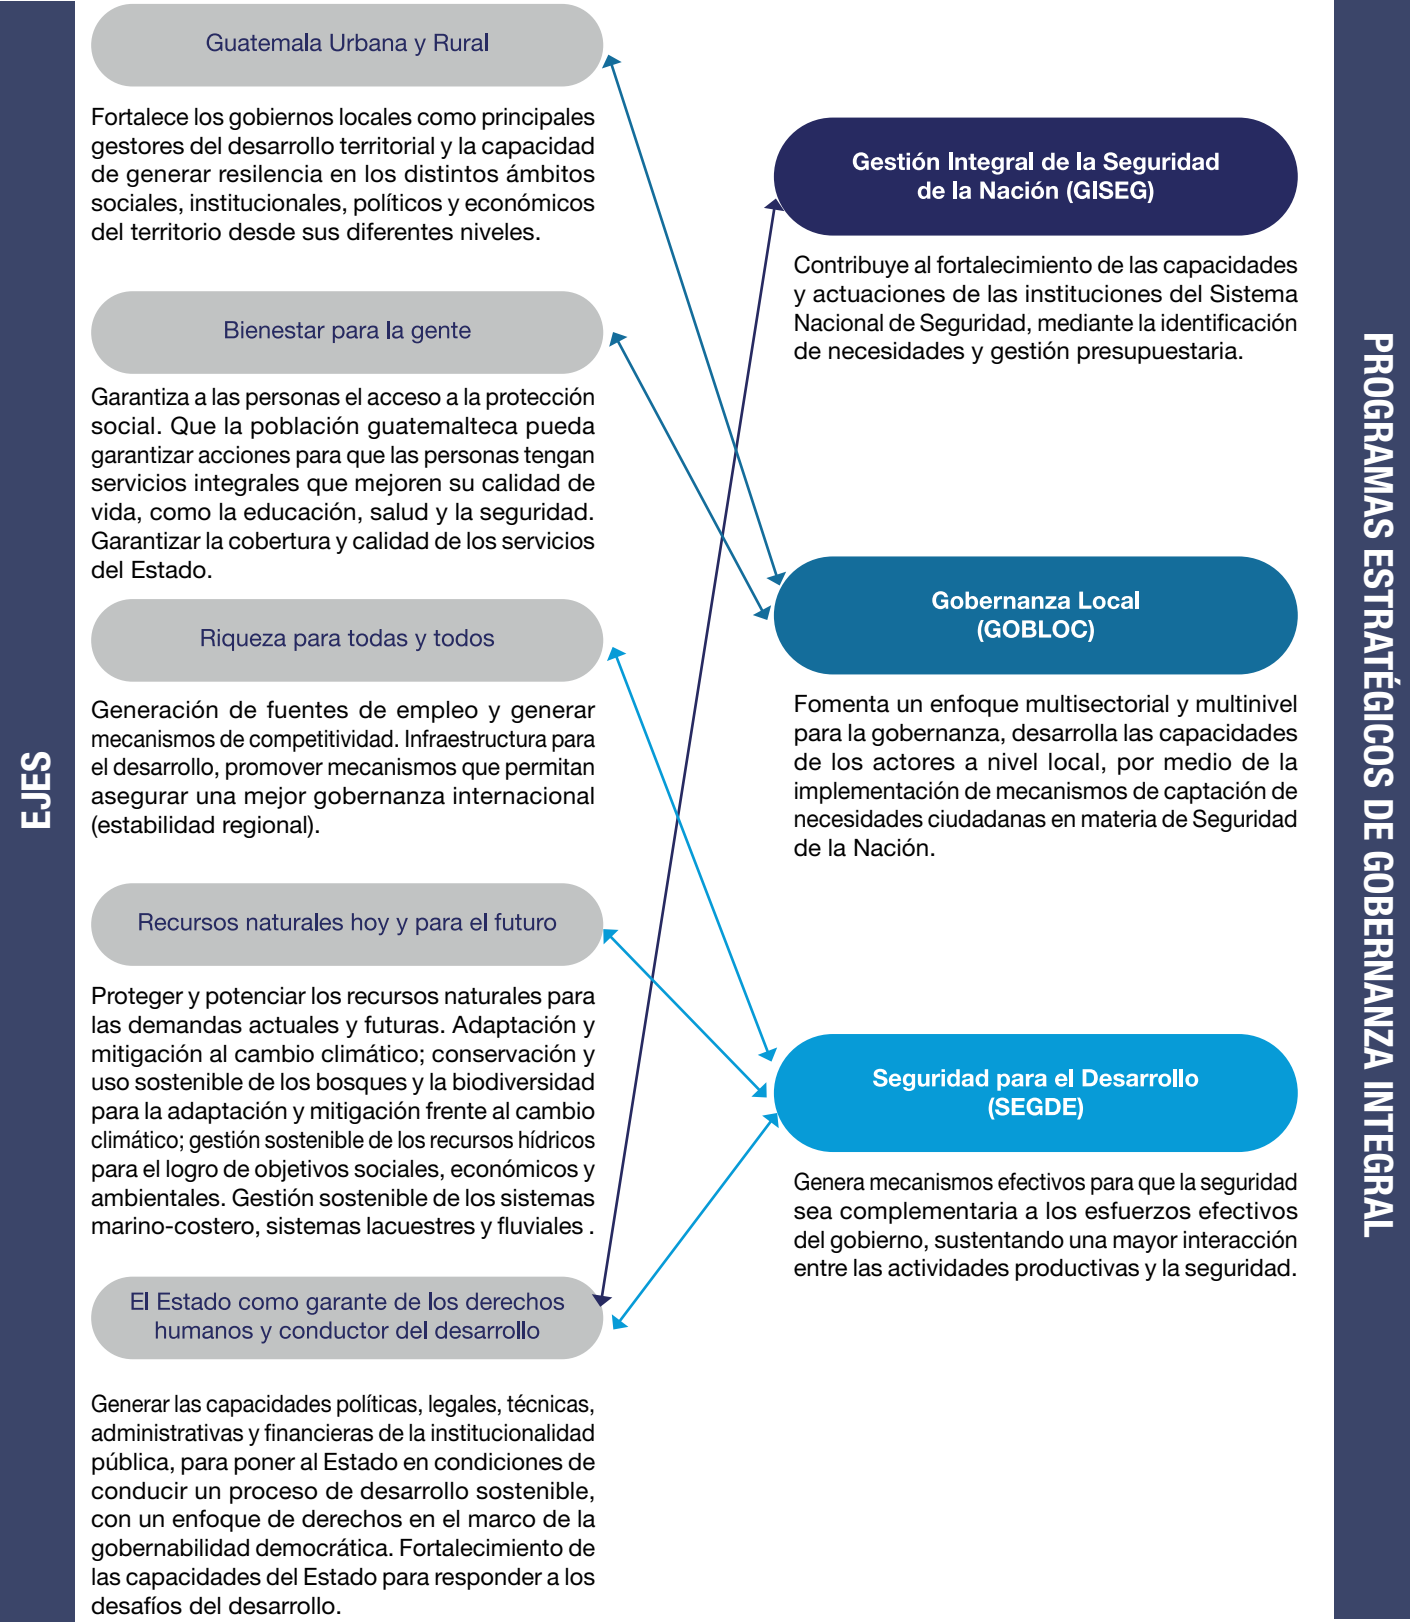 EJES
Guatemala Urbana y Rural
Fortalece los gobiernos locales como principales
gestores del desarrollo territorial y la capacidad
de generar resilencia en los distintos ámbitos
sociales, institucionales, políticos y económicos
del territorio desde sus diferentes niveles.
Bienestar para la gente
Garantiza a las personas el acceso a la protección
social. Que la población guatemalteca pueda
garantizar acciones para que las personas tengan
servicios integrales que mejoren su calidad de
vida, como la educación, salud y la seguridad.
Garantizar la cobertura y calidad de los servicios
del Estado.
Riqueza para todas y todos
Generación de fuentes de empleo y generar
mecanismos de competitividad. Infraestructura para
el desarrollo, promover mecanismos que permitan
asegurar una mejor gobernanza internacional
(estabilidad regional).
Recursos naturales hoy y para el futuro
Proteger y potenciar los recursos naturales para
las demandas actuales y futuras. Adaptación y
mitigación al cambio climático; conservación y
uso sostenible de los bosques y la biodiversidad
para la adaptación y mitigación frente al cambio
climático; gestión sostenible de los recursos hídricos
para el logro de objetivos sociales, económicos y
ambientales. Gestión sostenible de los sistemas
marino-costero, sistemas lacuestres y fluviales .
El Estado como garante de los derechos
humanos y conductor del desarrollo
Generar las capacidades políticas, legales, técnicas,
administrativas y financieras de la institucionalidad
pública, para poner al Estado en condiciones de
conducir un proceso de desarrollo sostenible,
con un enfoque de derechos en el marco de la
gobernabilidad democrática. Fortalecimiento de
las capacidades del Estado para responder a los
desafíos del desarrollo.
Gestión Integral de la Seguridad
de la Nación (GISEG)
Contribuye al fortalecimiento de las capacidades
y actuaciones de las instituciones del Sistema
Nacional de Seguridad, mediante la identificación
de necesidades y gestión presupuestaria.
Gobernanza Local
(GOBLOC)
Fomenta un enfoque multisectorial y multinivel
para la gobernanza, desarrolla las capacidades
de los actores a nivel local, por medio de la
implementación de mecanismos de captación de
necesidades ciudadanas en materia de Seguridad
de la Nación.
Seguridad para el Desarrollo
(SEGDE)
Genera mecanismos efectivos para que la seguridad
sea complementaria a los esfuerzos efectivos
del gobierno, sustentando una mayor interacción
entre las actividades productivas y la seguridad.
PROGRAMAS ESTRATÉGICOS DE GOBERNANZA INTEGRAL